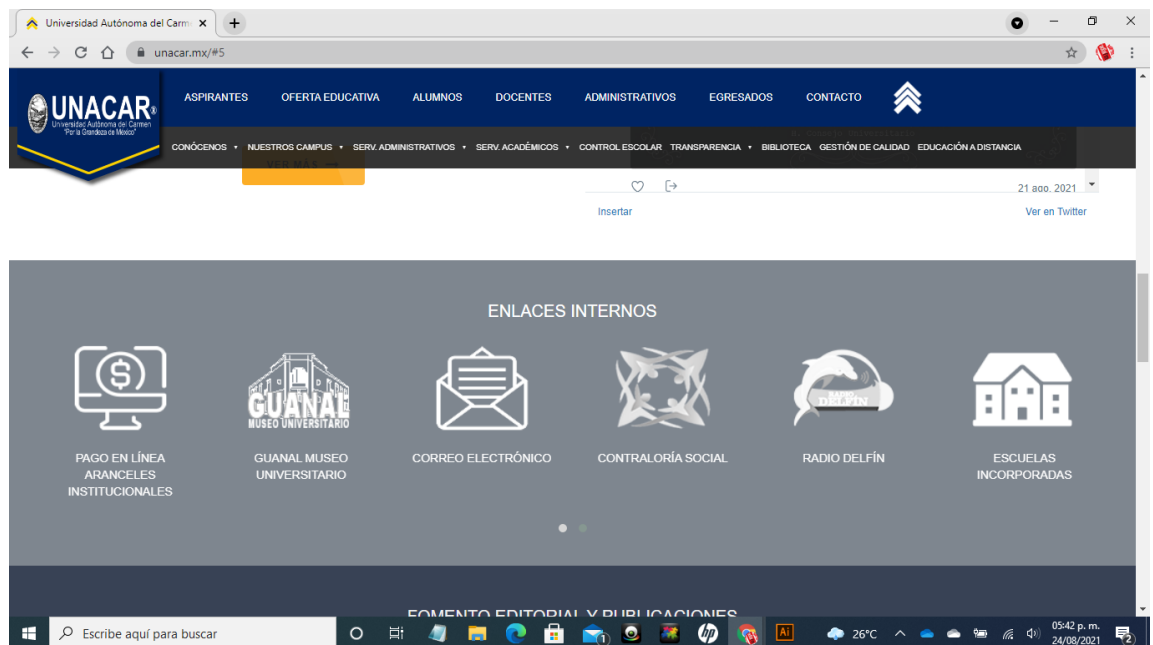 Universidad Autónoma del Carm
unacar.mx/#5
UNACAR®
Universidad Autónoma del Carmen
"Por la Grandeza de México"
ASPIRANTES OFERTA EDUCATIVA ALUMNOS DOCENTES ADMINISTRATIVOS EGRESADOS CONTACTO
CONÓCENOS NUESTROS CAMPUS SERV. ADMINISTRATIVOS SERV. ACADÉMICOS CONTROL ESCOLAR TRANSPARENCIA BIBLIOTECA GESTIÓN DE CALIDAD EDUCACIÓN A DISTANCIA
VER MÁS →
21 ago. 2021
Insertar Ver en Twitter
ENLACES INTERNOS
GUANAL
MUSEO UNIVERSITARIO
RADIO
DELFÍN
PAGO EN LÍNEA
ARANCELES
INSTITUCIONALES
GUANAL MUSEO
UNIVERSITARIO
CORREO ELECTRÓNICO
CONTRALORÍA SOCIAL
RADIO DELFÍN
ESCUELAS
INCORPORADAS
FOMENTO EDITORIAL Y PUBLICACIONES
Escribe aquí para buscar
hp
Ai
26°C
05:42 p. m.
24/08/2021